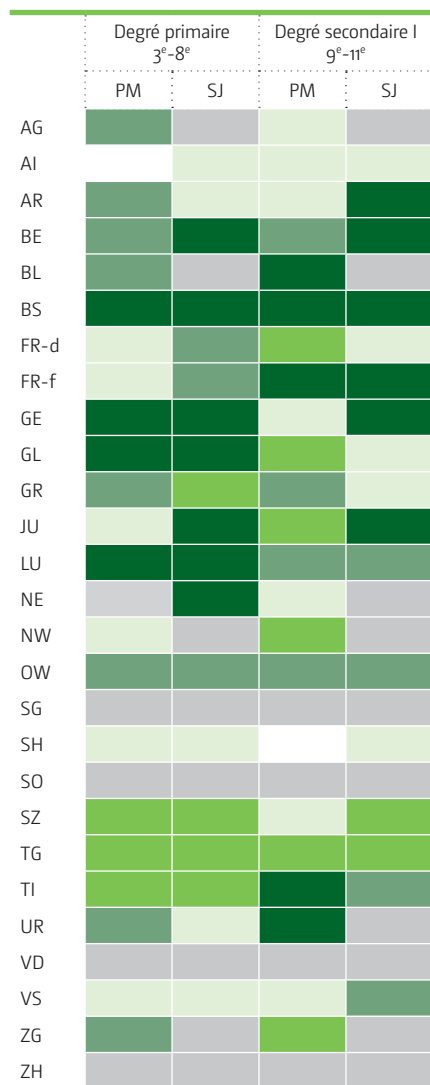 Degré primaire Degré secondaire I
3e-8e 9e-11e
PM SJ PM SJ
AG
AI
AR
BE
BL
BS
FR-d
FR-f
GE
GL
GR
JU
LU
NE
NW
OW
SG
SH
SO
SZ
TG
TI
UR
VD
VS
ZG
ZH